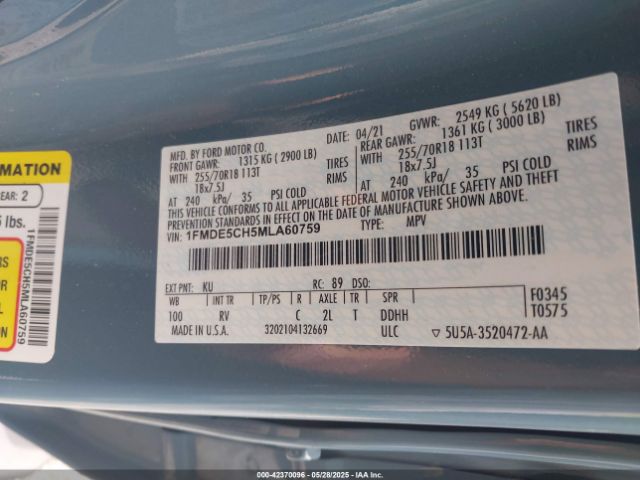 RMATION
EAR: 2
5 lbs.
1FMDE5CH5MLA60759
RS
L
MFD. BY FORD MOTOR CO.
DATE: 04/21 GVWR: 2549 KG ( 5620 LB)
FRONT GAWR: 1315 KG ( 2900 LB)
REAR GAWR: 1361 KG ( 3000 LB)
WITH 255/70R18 113T TIRES
255/70R18 113T TIRES
18x7.5J RIMS
18x7.5J RIMS
AT 240 kPa/ 35 PSI COLD
AT 240 kPa/ 35 PSI COLD
THIS VEHICLE CONFORMS TO ALL APPLICABLE FEDERAL MOTOR VEHICLE SAFETY AND THEFT
PREVENTION STANDARDS IN EFFECT ON THE DATE OF MANUFACTURE SHOWN ABOVE.
VIN: 1FMDE5CH5MLA60759 TYPE: MPV
EXT PNT: KU RC: 89 DSO:
WB INT TR TP/PS R AXLE TR SPR
100 RV C 2L T DDHH
F0345
T0575
MADE IN U.S.A. 3202104132669 ULC ▽ 5U5A-3520472-AA
000-42370096 - 05/28/2025 - IAAI.COM